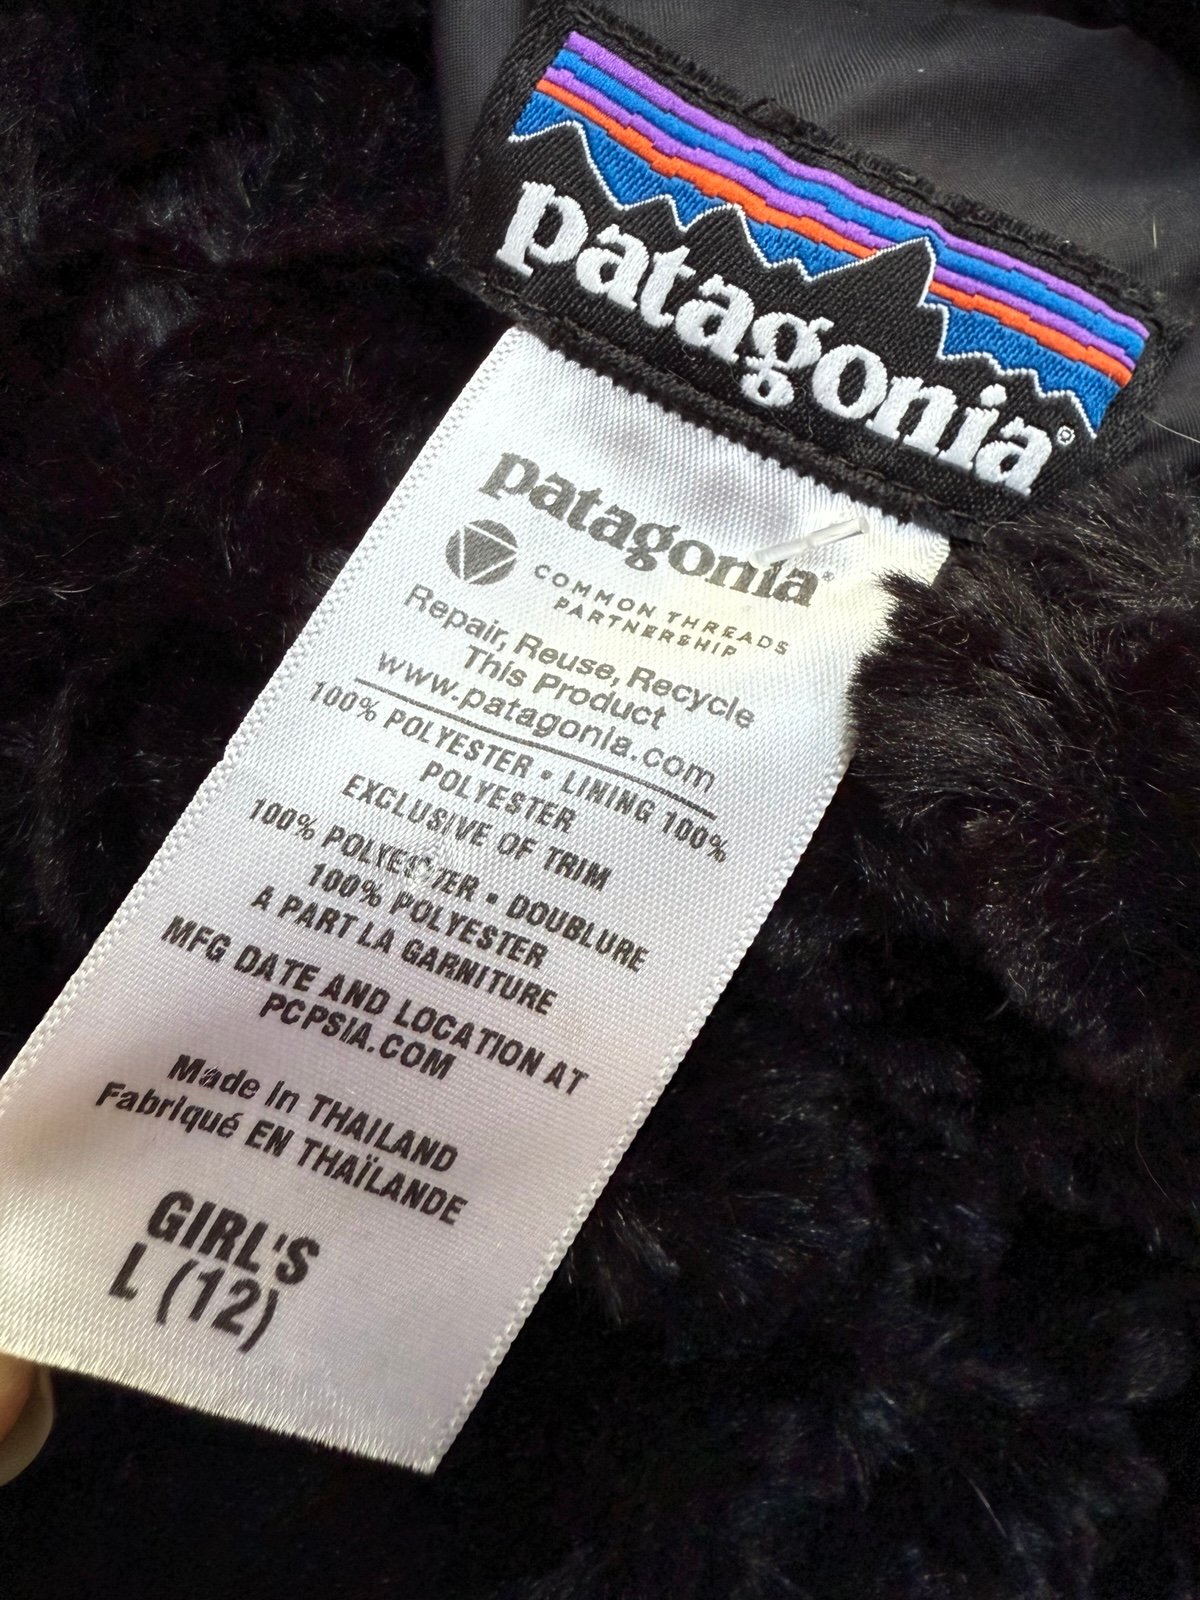 patagonia®
patagonia®
COMMON THREADS
PARTNERSHIP
Repair, Reuse, Recycle
This Product
www.patagonia.com
100% POLYESTER • LINING 100%
POLYESTER
EXCLUSIVE OF TRIM
100% POLYESTER • DOUBLURE
100% POLYESTER
A PART LA GARNITURE
MFG DATE AND LOCATION AT
PCPSIA.COM
Made in THAILAND
Fabriqué EN THAÏLANDE
GIRL'S
L (12)